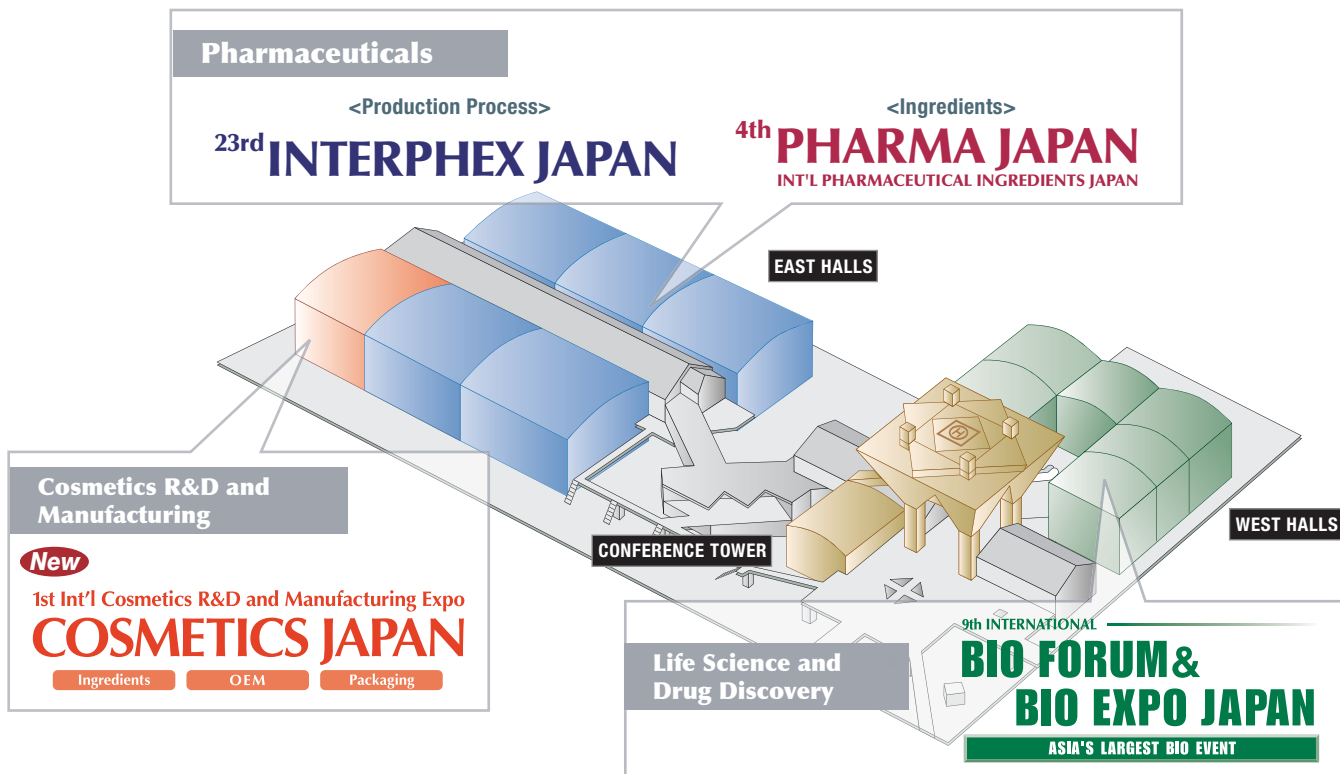 Pharmaceuticals
<Production Process>
23rd INTERPHEX JAPAN
<Ingredients>
4th PHARMA JAPAN
INT'L PHARMACEUTICAL INGREDIENTS JAPAN
EAST HALLS
Cosmetics R&D and
Manufacturing
New
1st Int'l Cosmetics R&D and Manufacturing Expo
COSMETICS JAPAN
Ingredients OEM Packaging
CONFERENCE TOWER
WEST HALLS
Life Science and
Drug Discovery
9th INTERNATIONAL
BIO FORUM &
BIO EXPO JAPAN
ASIA'S LARGEST BIO EVENT